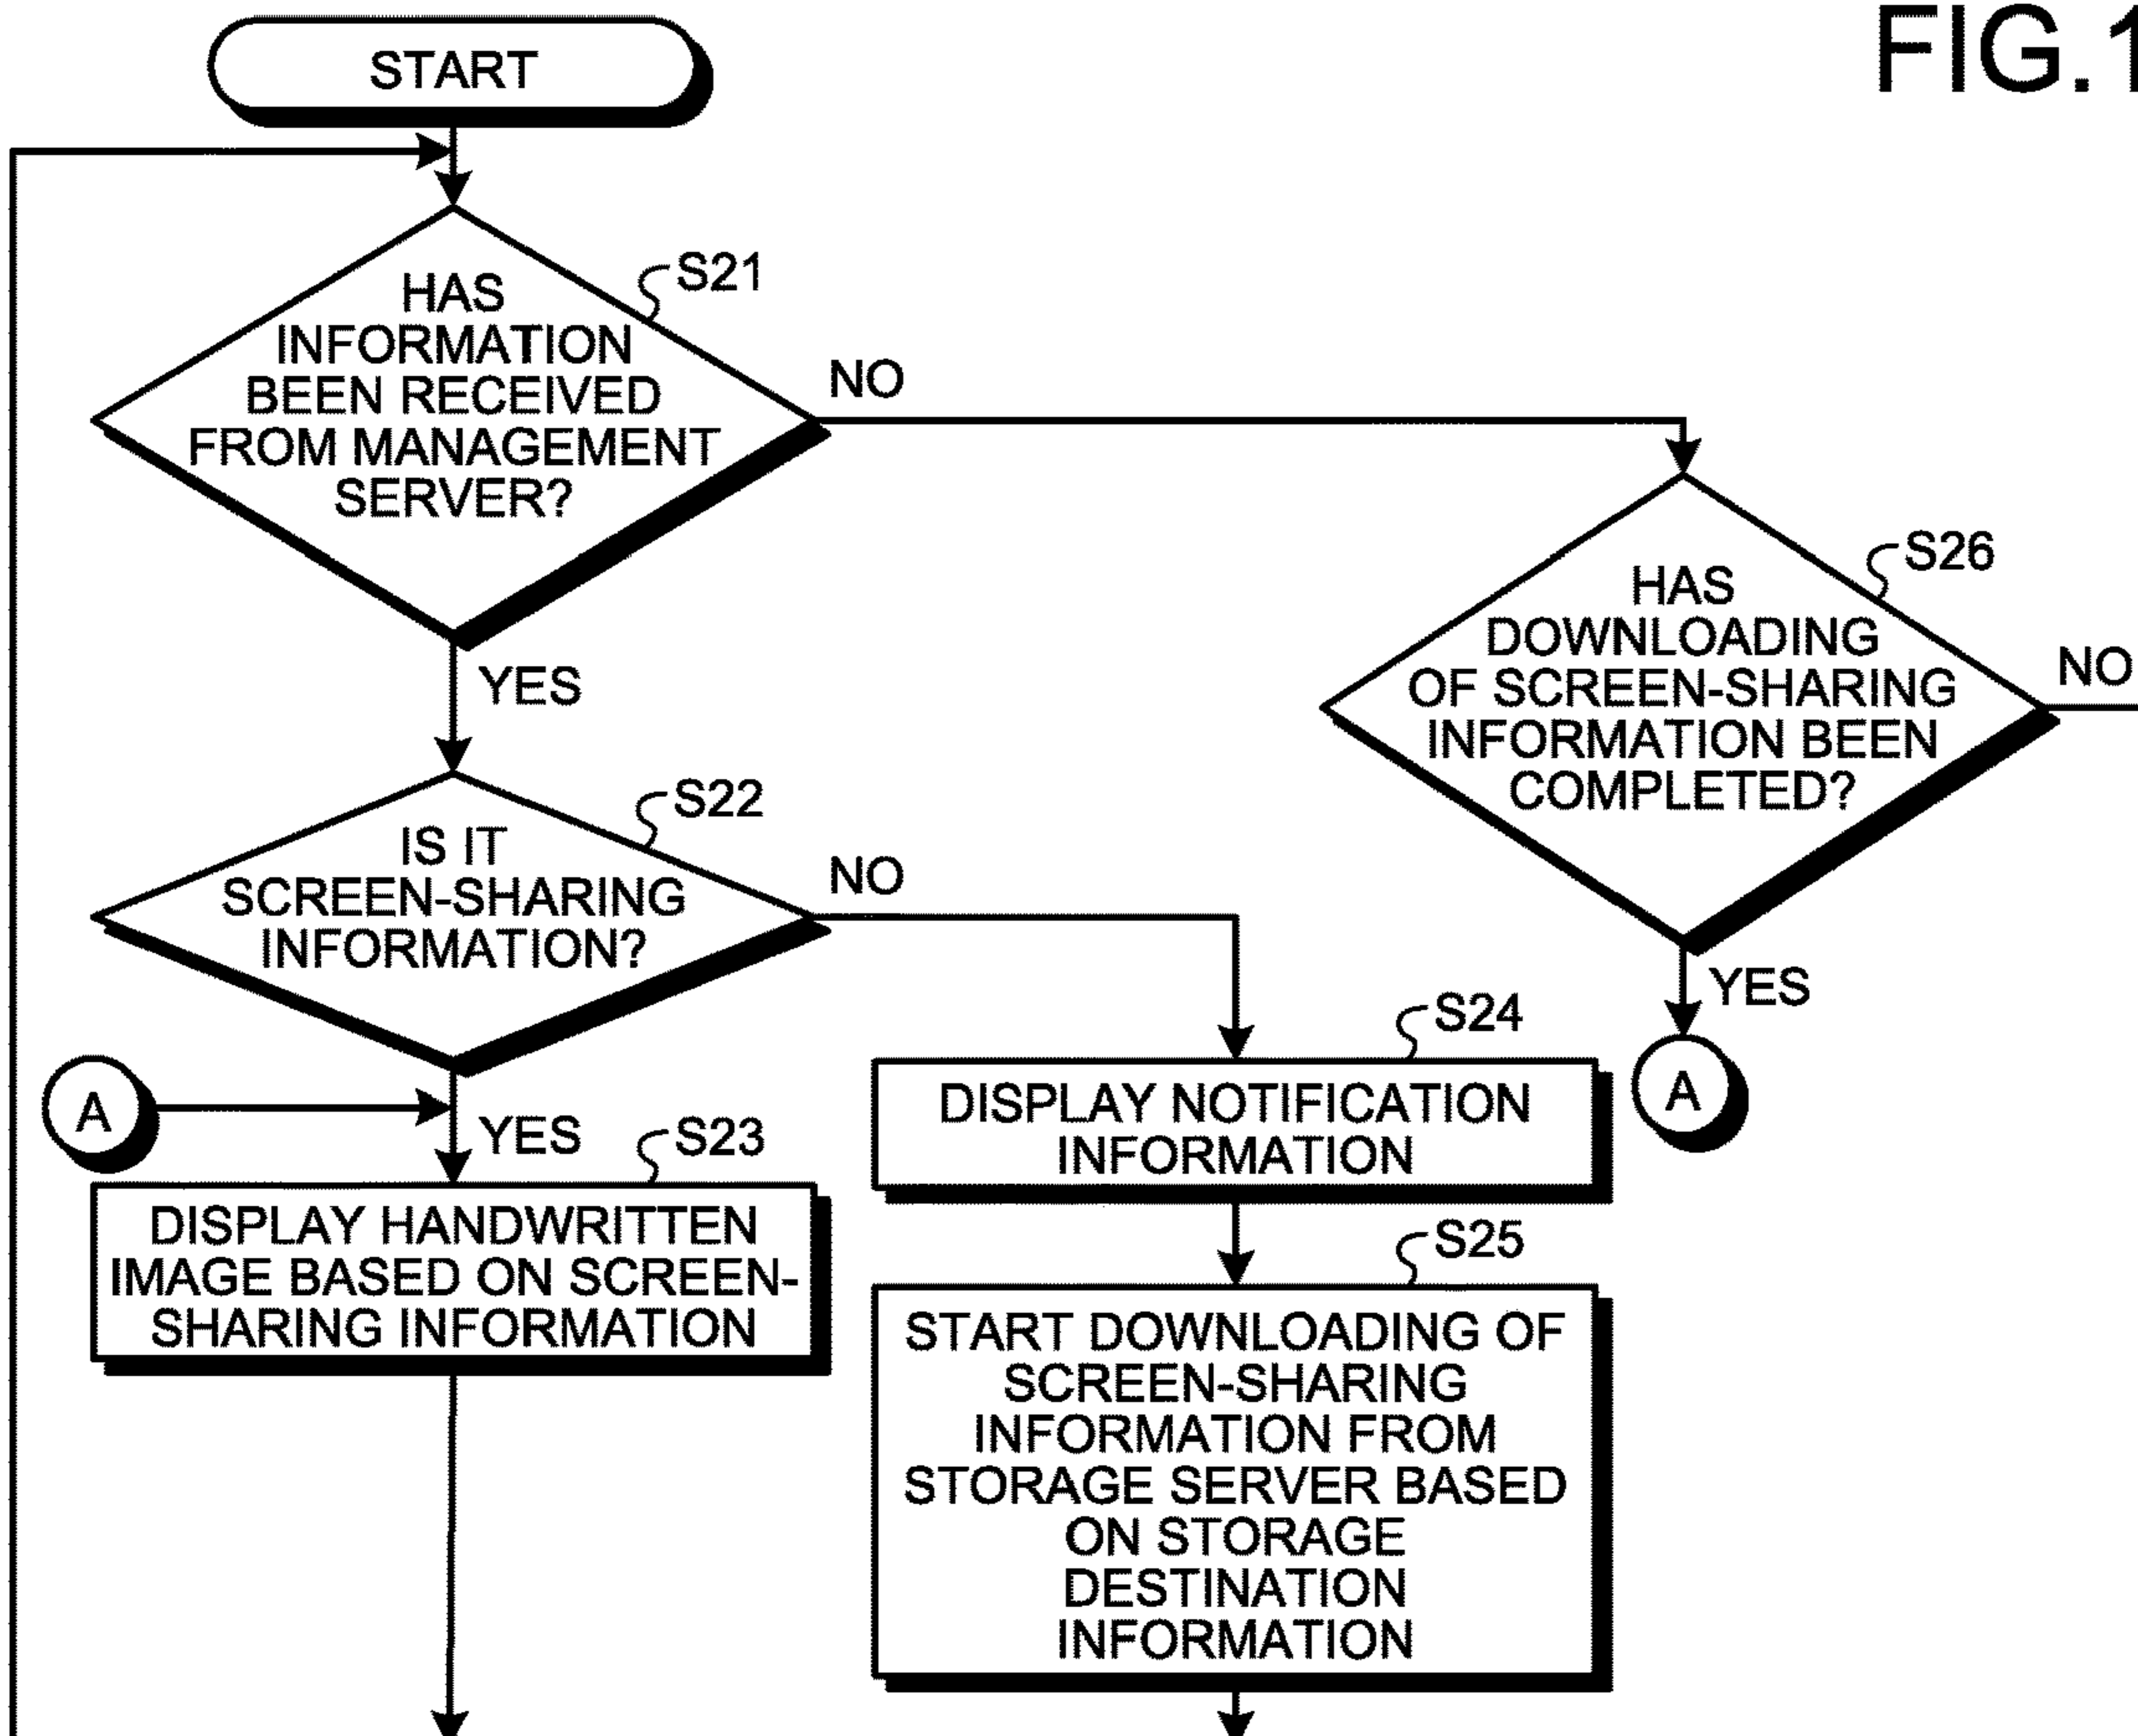 FIG.1
START
S21
HAS
INFORMATION
BEEN RECEIVED
FROM MANAGEMENT
SERVER?
NO
YES
S26
HAS
DOWNLOADING
OF SCREEN-SHARING
INFORMATION BEEN
COMPLETED?
NO
YES
A
S22
IS IT
SCREEN-SHARING
INFORMATION?
NO
A
YES
S23
DISPLAY HANDWRITTEN
IMAGE BASED ON SCREEN-
SHARING INFORMATION
S24
DISPLAY NOTIFICATION
INFORMATION
S25
START DOWNLOADING OF
SCREEN-SHARING
INFORMATION FROM
STORAGE SERVER BASED
ON STORAGE
DESTINATION
INFORMATION